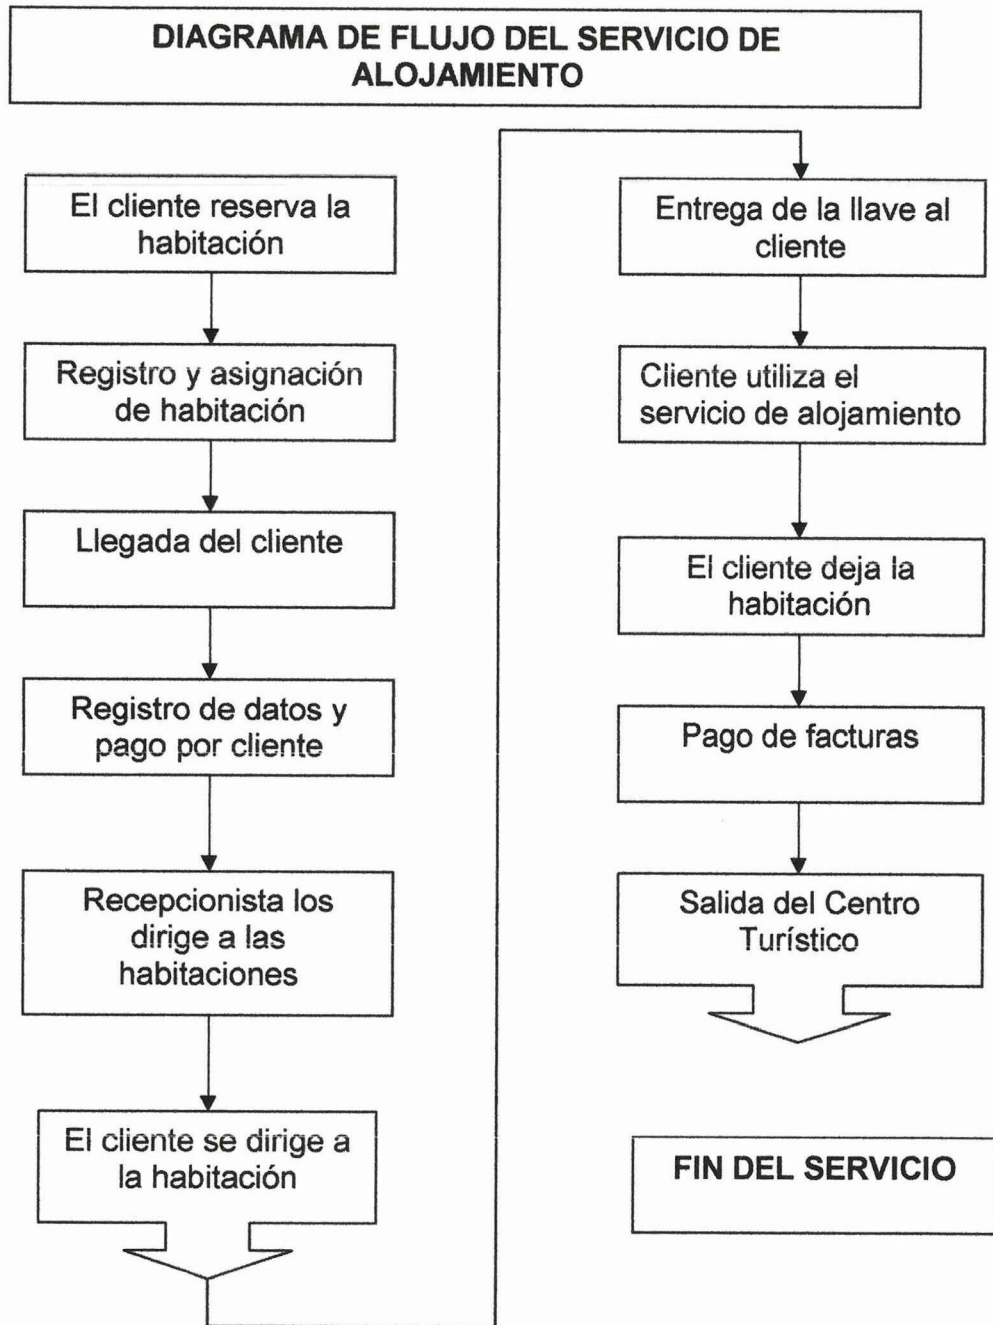 DIAGRAMA DE FLUJO DEL SERVICIO DE
ALOJAMIENTO
El cliente reserva la
habitación
Registro y asignación
de habitación
Llegada del cliente
Registro de datos y
pago por cliente
Recepcionista los
dirige a las
habitaciones
El cliente se dirige a
la habitación
Entrega de la llave al
cliente
Cliente utiliza el
servicio de alojamiento
El cliente deja la
habitación
Pago de facturas
Salida del Centro
Turístico
FIN DEL SERVICIO